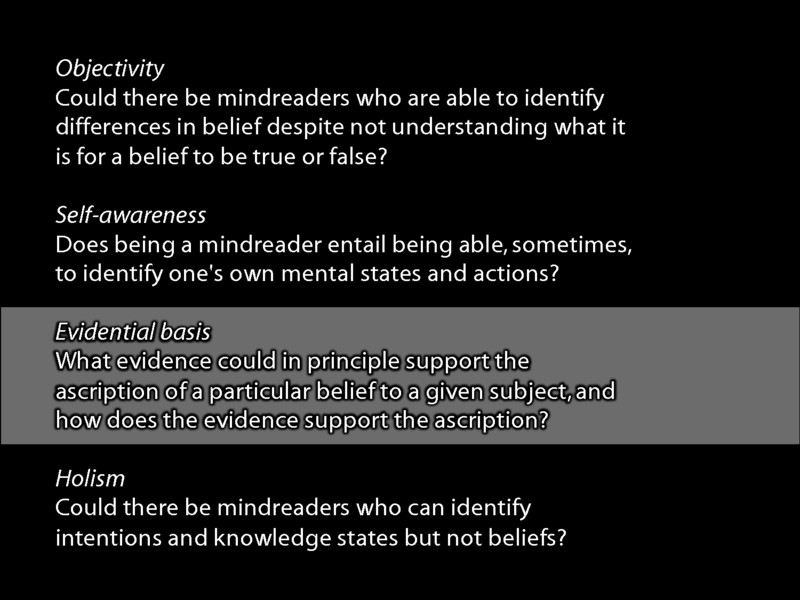 Objectivity
Could there be mindreaders who are able to identify
differences in belief despite not understanding what it
is for a belief to be true or false?
Self-awareness
Does being a mindreader entail being able, sometimes,
to identify one's own mental states and actions?
Evidential basis
What evidence could in principle support the
ascription of a particular belief to a given subject, and
how does the evidence support the ascription?
Holism
Could there be mindreaders who can identify
intentions and knowledge states but not beliefs?